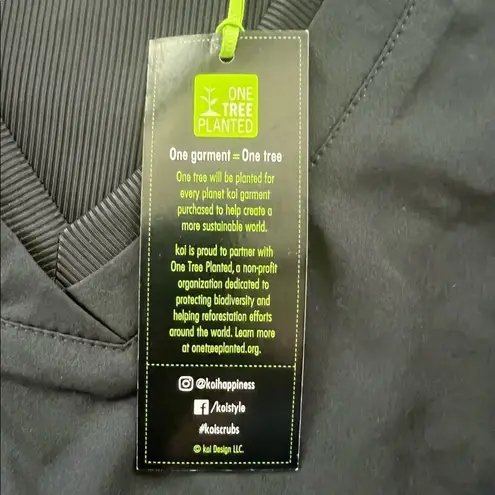 ONE
TREE
PLANTED
One garment = One tree
One tree will be planted for
every planet koi garment
purchased to help create a
more sustainable world.
koi is proud to partner with
One Tree Planted, a non-profit
organization dedicated to
protecting biodiversity and
helping reforestation efforts
around the world. Learn more
at onetreeplanted.org.
@koihappiness
/koistyle
#koiscrubs
© koi Design LLC.